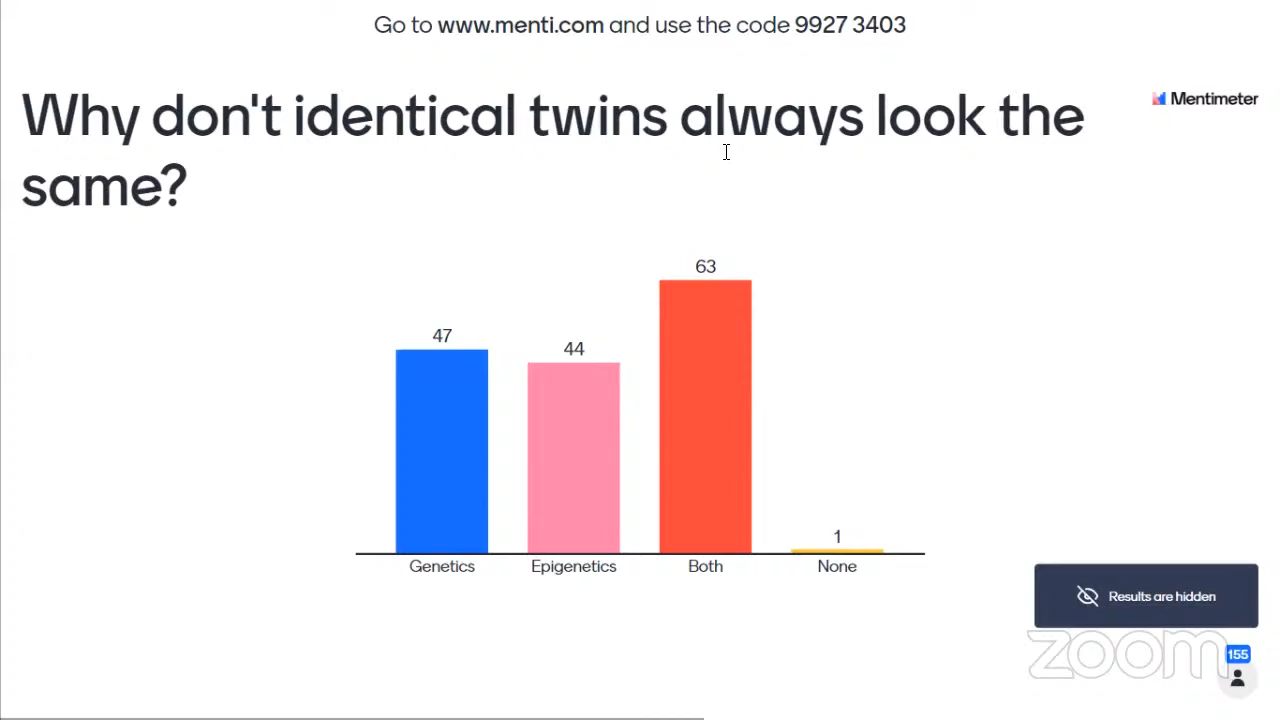 Go to www.menti.com and use the code 9927 3403
Mentimeter
Why don't identical twins always look the
same?
63
47
44
1
Genetics
Epigenetics
Both
None
Results are hidden
zoom
155